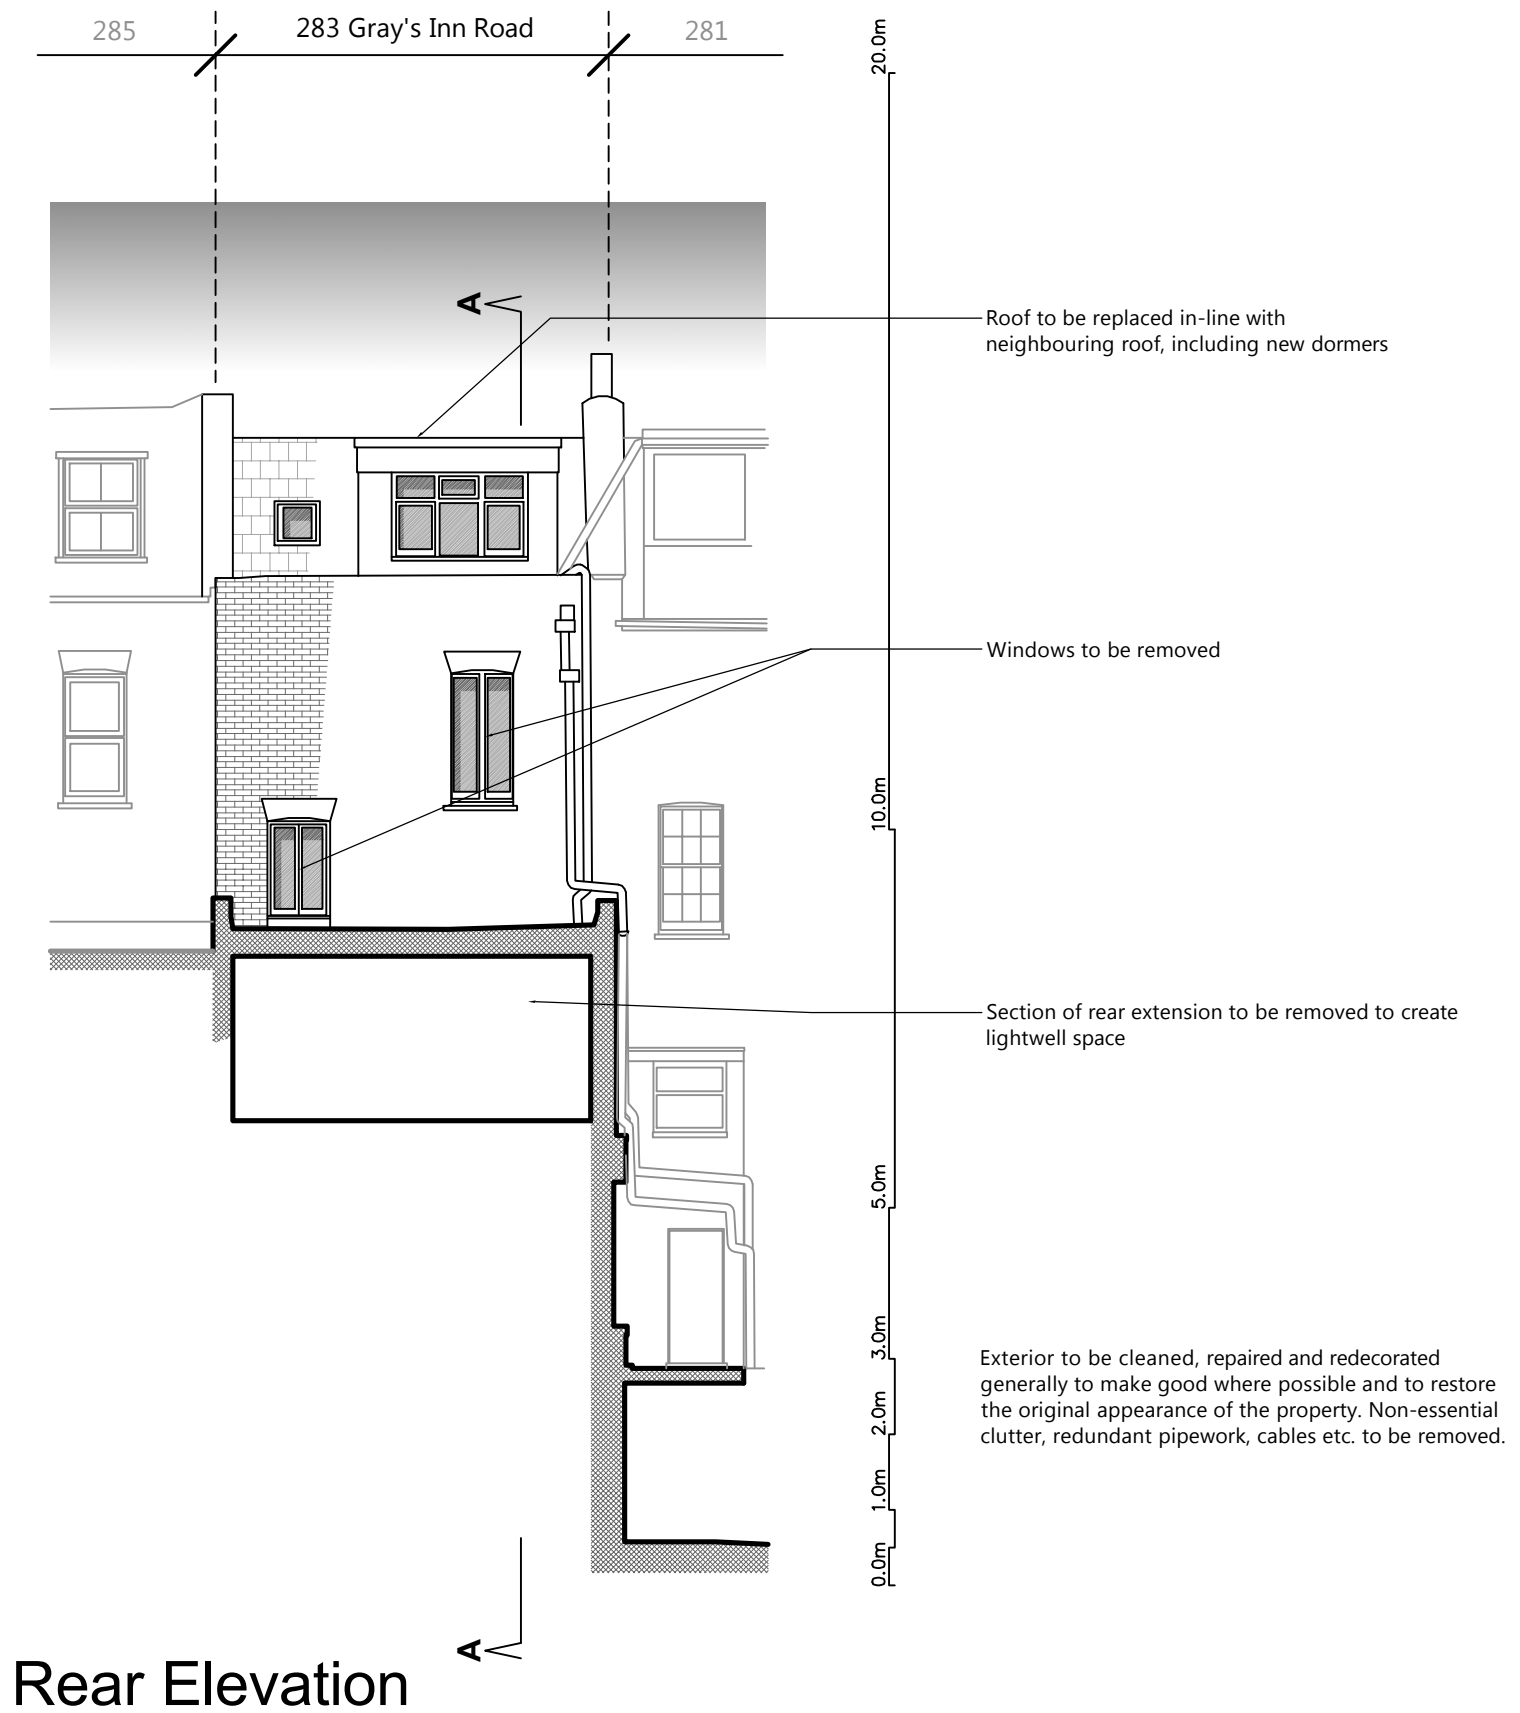 285
283 Gray's Inn Road
281
20.0m
A
Roof to be replaced in-line with
neighbouring roof, including new dormers
Windows to be removed
10.0m
Section of rear extension to be removed to create
lightwell space
5.0m
3.0m
Exterior to be cleaned, repaired and redecorated
generally to make good where possible and to restore
the original appearance of the property. Non-essential
clutter, redundant pipework, cables etc. to be removed.
2.0m
1.0m
0.0m
A
Rear Elevation